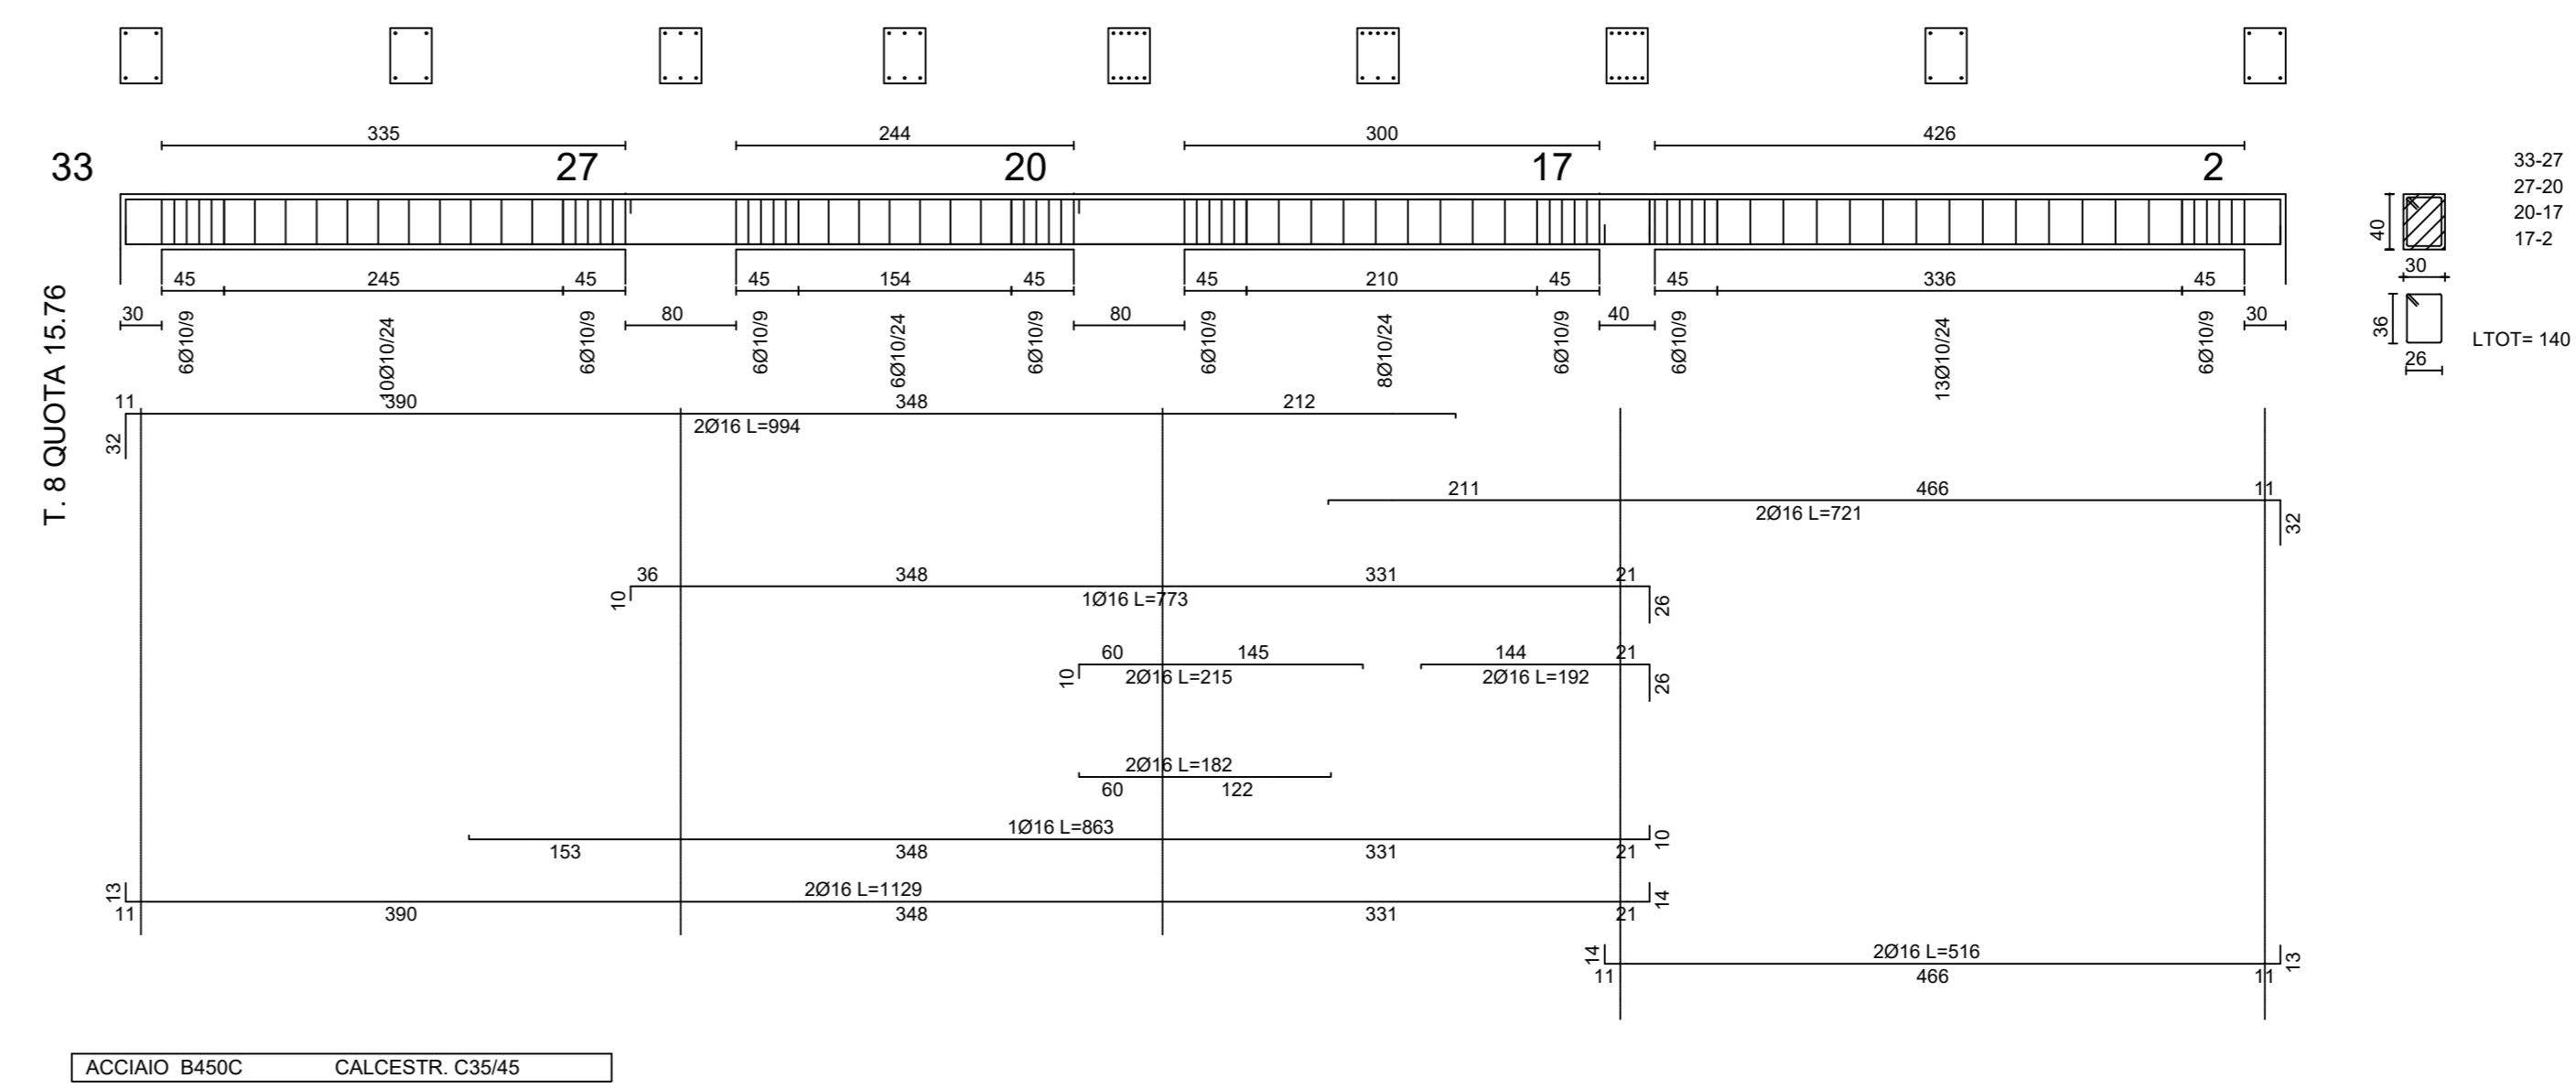 335 244 300 426
33 27 20 17 2
33-27
27-20
20-17
17-2
40
30
45 245 45 45 154 45 45 210 45 45 336 45
30 80 80 40 30
6Ø10/9 10Ø10/24 6Ø10/9 6Ø10/9 6Ø10/24 6Ø10/9 6Ø10/9 8Ø10/24 6Ø10/9 6Ø10/9 13Ø10/24 6Ø10/9
36
26
LTOT= 140
T. 8 QUOTA 15.76
11 390 348 212
32
2Ø16 L=994
211 466 11
2Ø16 L=721
32
36 348 331 21
10
1Ø16 L=773
26
60 145 144 21
10
2Ø16 L=215 2Ø16 L=192
26
2Ø16 L=182
60 122
1Ø16 L=863
10
153 348 331 21
13
2Ø16 L=1129
14
11 390 348 331 21
14
2Ø16 L=516
13
11 466 11
ACCIAIO B450C CALCESTR. C35/45